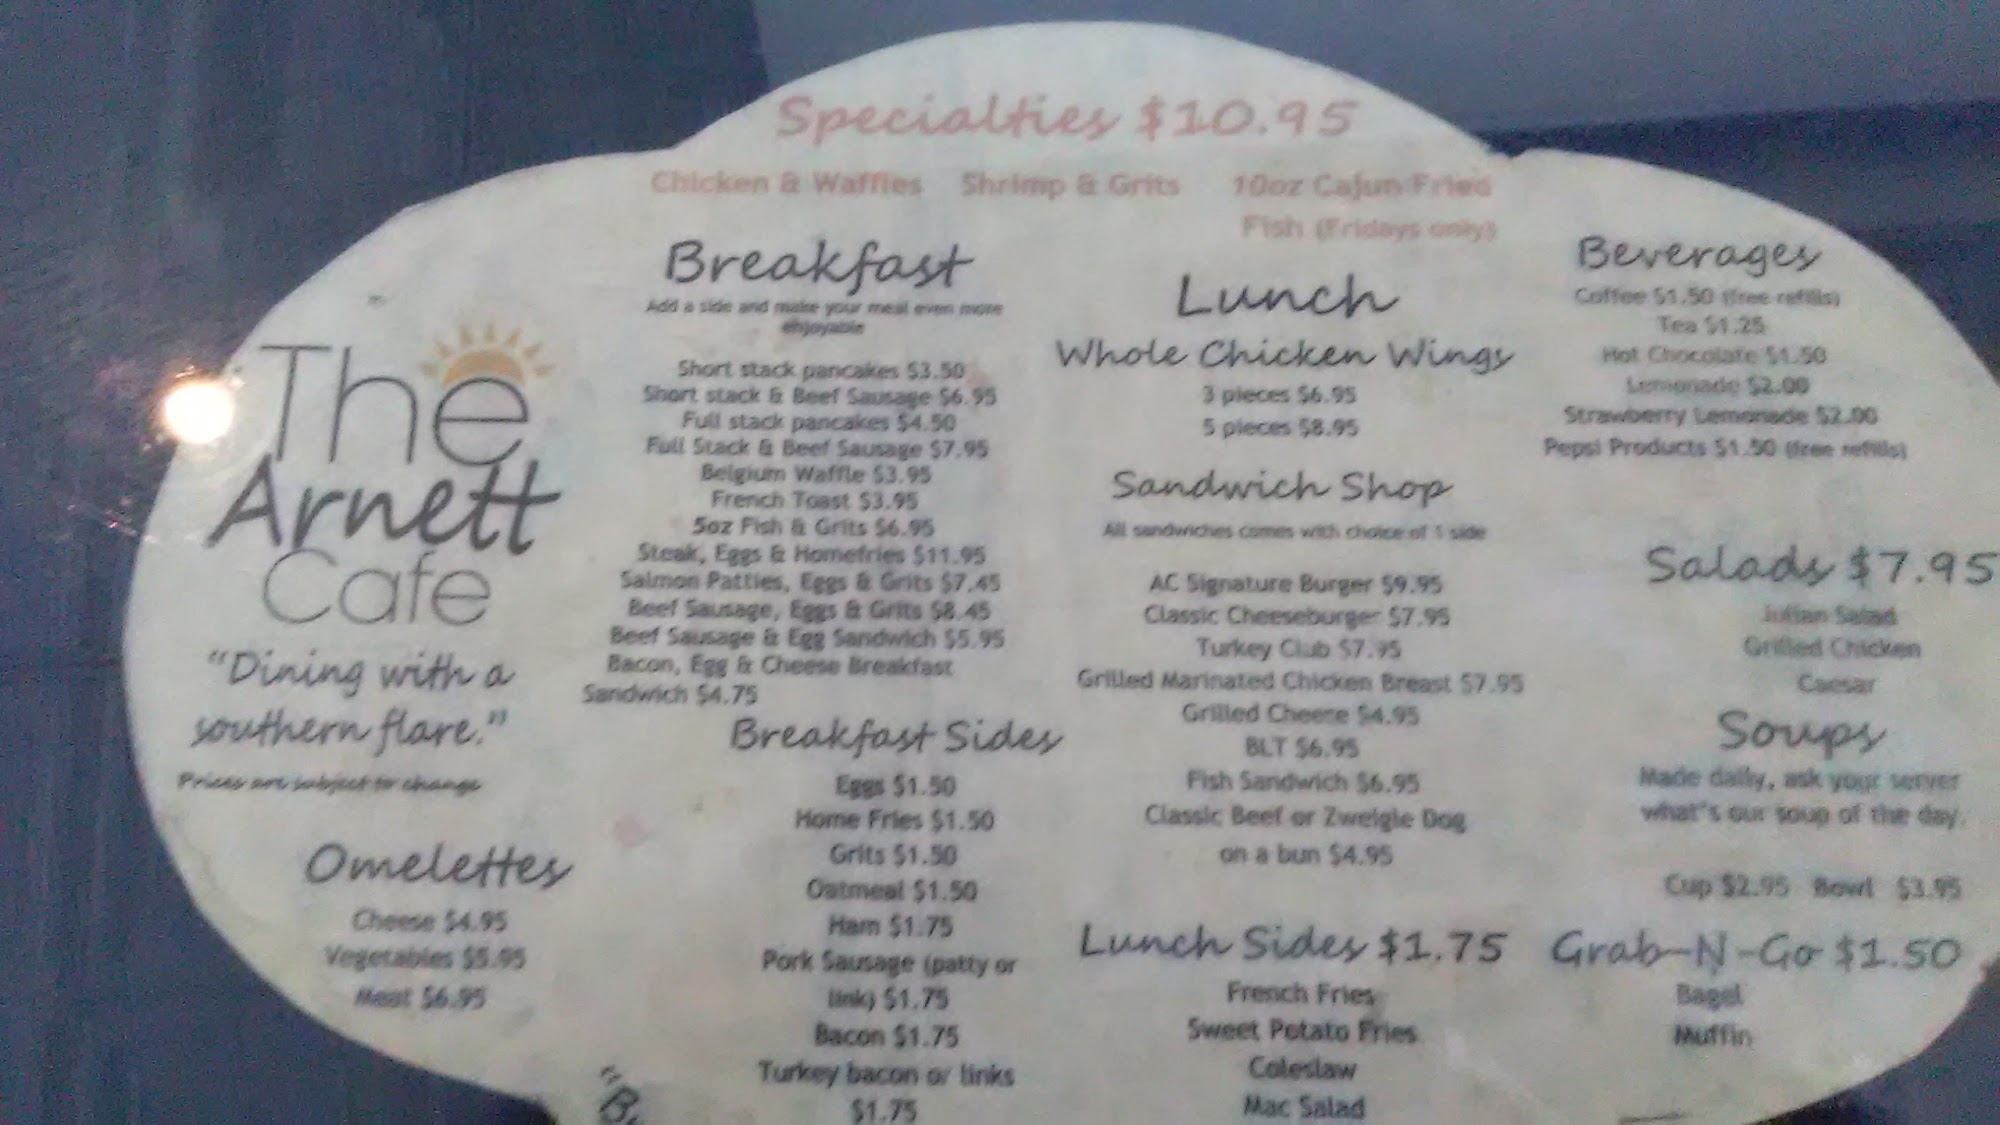 Specialties $10.95
Chicken & Waffles Shrimp & Grits 10oz Cajun Fried
Fish (Fridays only)
The
Arnett
Cafe
"Dining with a
southern flare."
Prices are subject to change
Omelettes
Cheese $4.95
Vegetables $5.95
Meat $6.95
Breakfast
Add a side and make your meal even more
enjoyable
Short stack pancakes $3.50
Short stack & Beef Sausage $6.95
Full stack pancakes $4.50
Full Stack & Beef Sausage $7.95
Belgium Waffle $3.95
French Toast $3.95
5oz Fish & Grits $6.95
Steak, Eggs & Homefries $11.95
Salmon Patties, Eggs & Grits $7.45
Beef Sausage, Eggs & Grits $8.45
Beef Sausage & Egg Sandwich $5.95
Bacon, Egg & Cheese Breakfast
Sandwich $4.75
Breakfast Sides
Eggs $1.50
Home Fries $1.50
Grits $1.50
Oatmeal $1.50
Ham $1.75
Pork Sausage (patty or
link) $1.75
Bacon $1.75
Turkey bacon or links
$1.75
Lunch
Whole Chicken Wings
3 pieces $6.95
5 pieces $8.95
Sandwich Shop
All sandwiches comes with choice of 1 side
AC Signature Burger $9.95
Classic Cheeseburger $7.95
Turkey Club $7.95
Grilled Marinated Chicken Breast $7.95
Grilled Cheese $4.95
BLT $6.95
Fish Sandwich $6.95
Classic Beef or Zweigle Dog
on a bun $4.95
Lunch Sides $1.75
French Fries
Sweet Potato Fries
Coleslaw
Mac Salad
Beverages
Coffee $1.50 (free refills)
Tea $1.25
Hot Chocolate $1.50
Lemonade $2.00
Strawberry Lemonade $2.00
Pepsi Products $1.50 (free refills)
Salads $7.95
Julian Salad
Grilled Chicken
Caesar
Soups
Made daily, ask your server
what's our soup of the day.
Cup $2.95 Bowl $3.95
Grab-N-Go $1.50
Bagel
Muffin